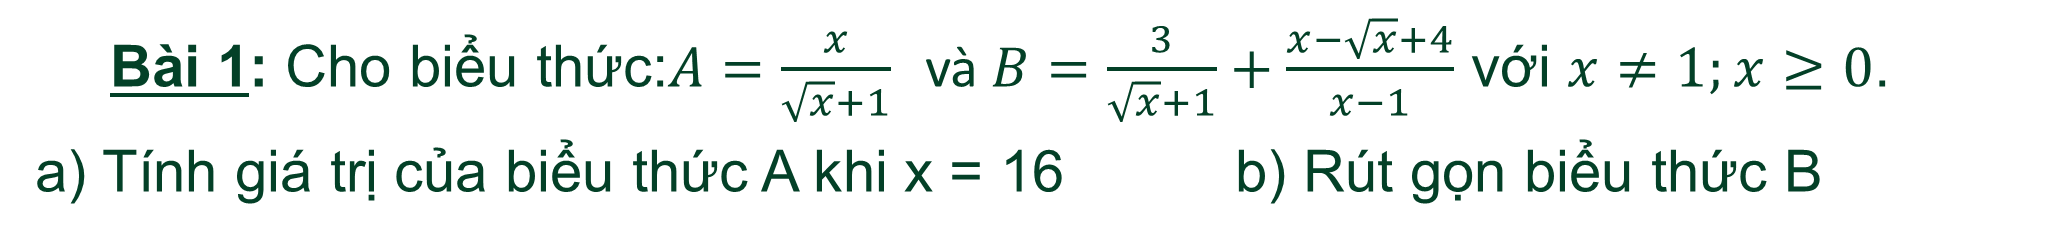 Bài 1: Cho biểu thức:A = x/(√x+1) và B = 3/(√x+1) + (x−√x+4)/(x−1) với x ≠ 1; x ≥ 0.
a) Tính giá trị của biểu thức A khi x = 16 b) Rút gọn biểu thức B